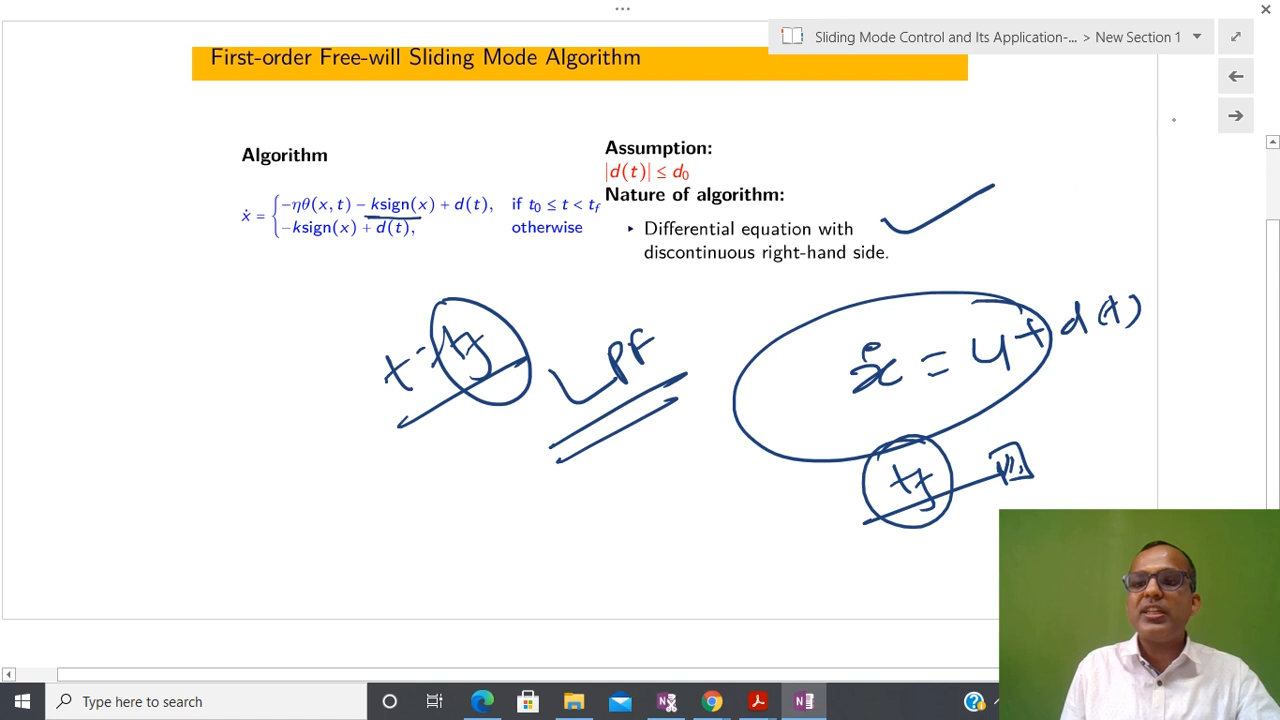 Sliding Mode Control and Its Application-... > New Section 1
First-order Free-will Sliding Mode Algorithm
Algorithm
ẋ = { −ηθ(x, t) − ksign(x) + d(t), if t₀ ≤ t < t_f
−ksign(x) + d(t), otherwise
Assumption:
|d(t)| ≤ d₀
Nature of algorithm:
‣ Differential equation with
discontinuous right-hand side.
ẋ = u + d(t)
t_f
Type here to search